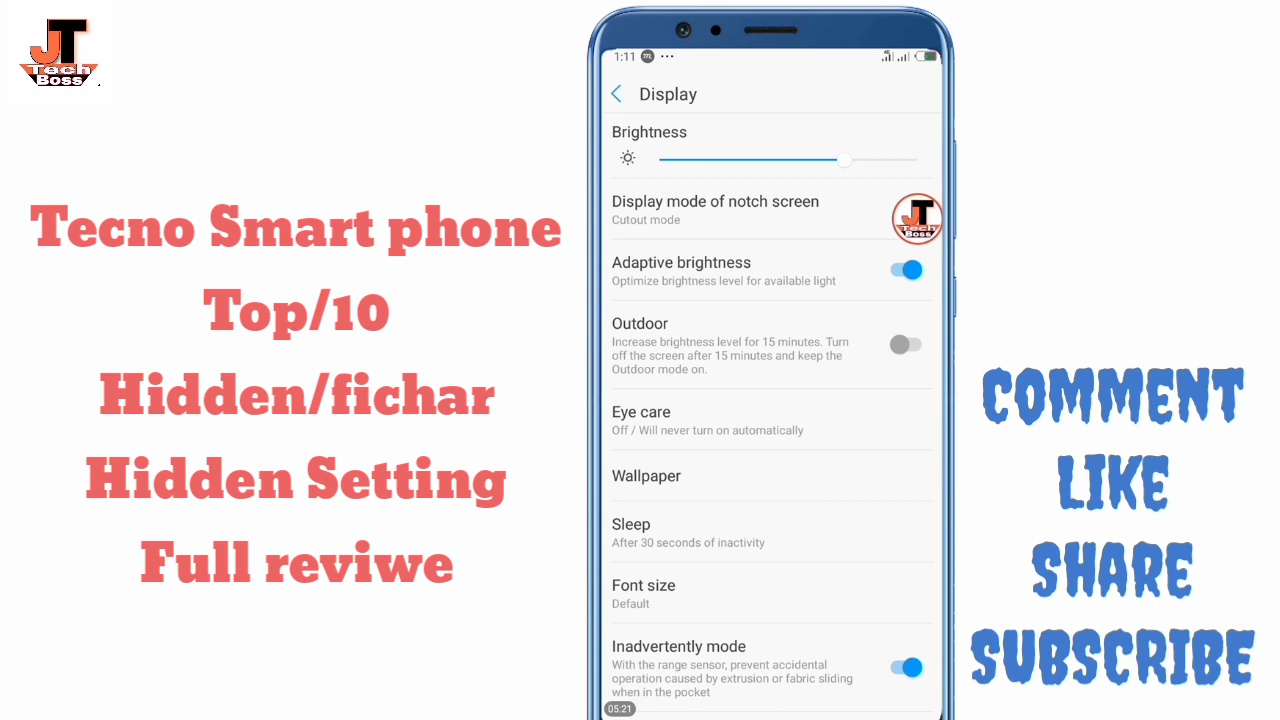 JT
Tech
Boss
Tecno Smart phone
Top/10
Hidden/fichar
Hidden Setting
Full reviwe
1:11 m ...
Display
Brightness
Display mode of notch screen
Cutout mode
JT
Tech
Boss
Adaptive brightness
Optimize brightness level for available light
Outdoor
Increase brightness level for 15 minutes. Turn
off the screen after 15 minutes and keep the
Outdoor mode on.
Eye care
Off / Will never turn on automatically
Wallpaper
Sleep
After 30 seconds of inactivity
Font size
Default
Inadvertently mode
With the range sensor, prevent accidental
operation caused by extrusion or fabric sliding
when in the pocket
05:21
COMMENT
LIKE
SHARE
SUBSCRIBE